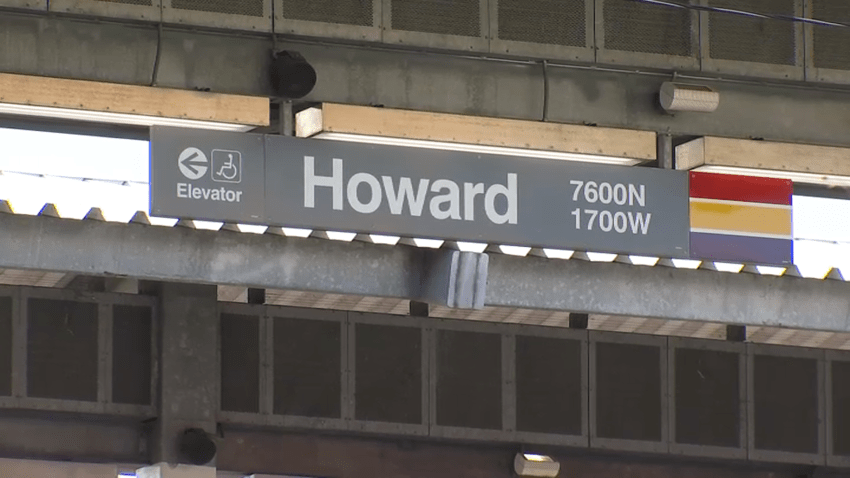 Elevator
Howard
7600N
1700W